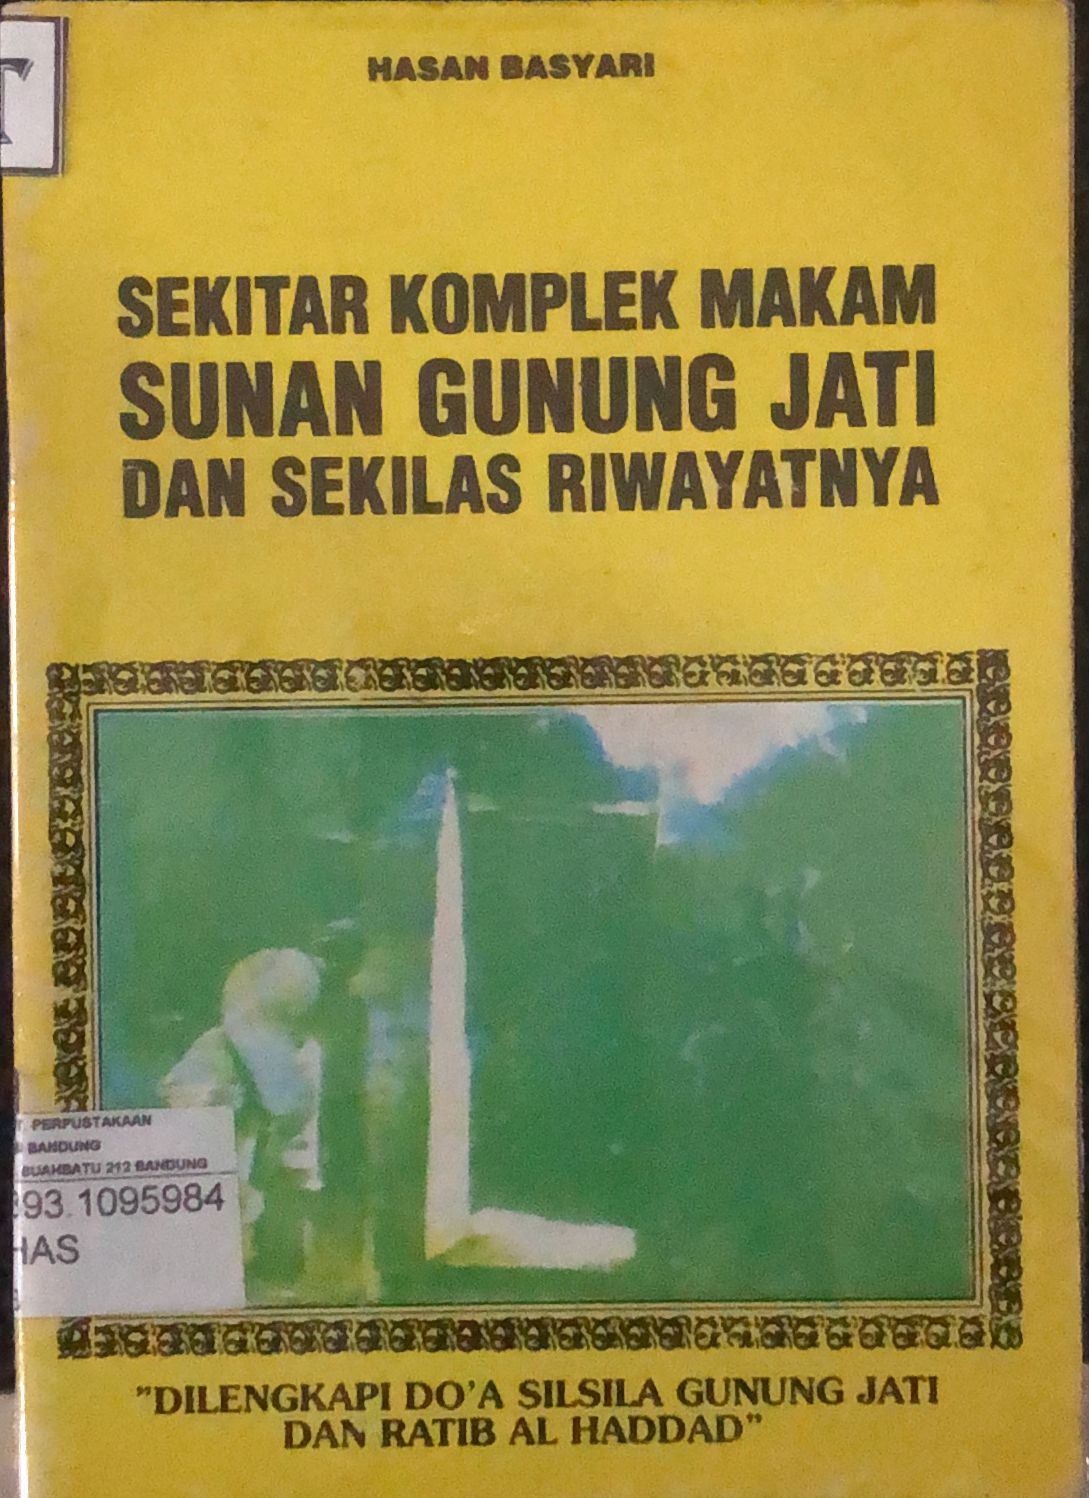 HASAN BASYARI
SEKITAR KOMPLEK MAKAM
SUNAN GUNUNG JATI
DAN SEKILAS RIWAYATNYA
PERPUSTAKAAN
BANDUNG
BUAHBATU 212 BANDUNG
93.1095984
HAS
"DILENGKAPI DO'A SILSILA GUNUNG JATI
DAN RATIB AL HADDAD"